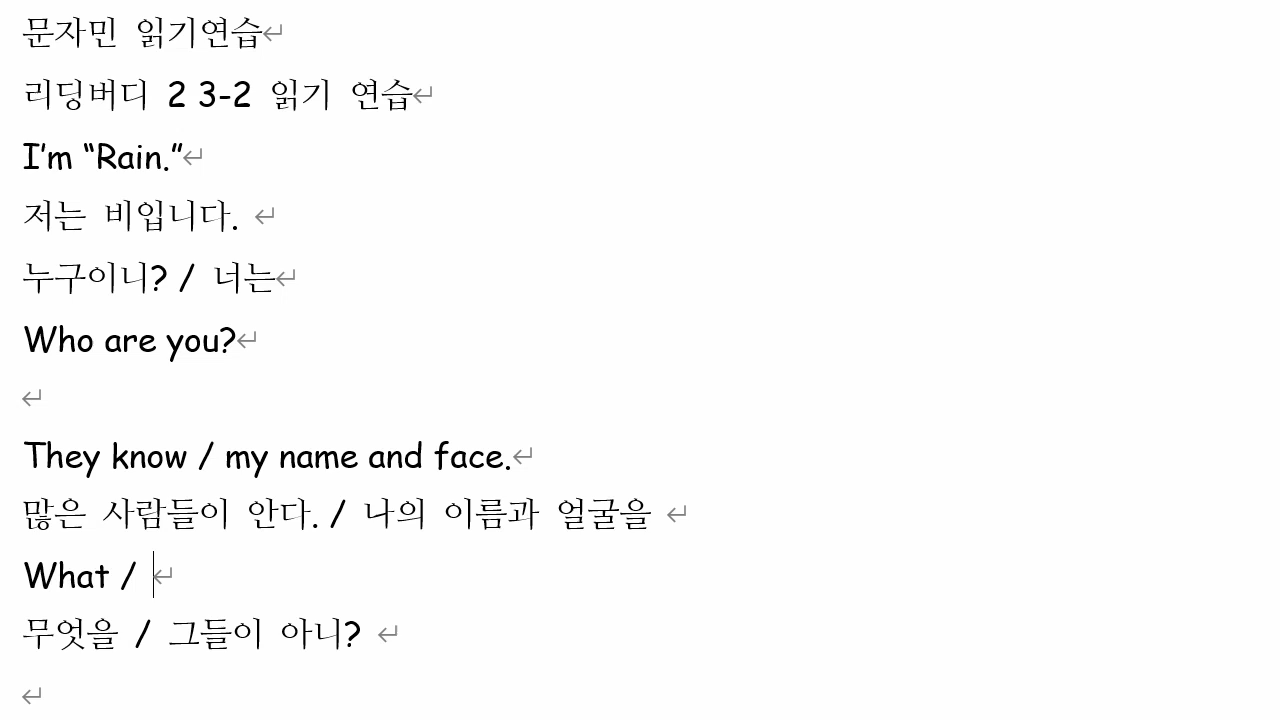 문자민 읽기연습
리딩버디 2 3-2 읽기 연습
I’m “Rain.”
저는 비입니다.
누구이니? / 너는
Who are you?
They know / my name and face.
많은 사람들이 안다. / 나의 이름과 얼굴을
What /
무엇을 / 그들이 아니?